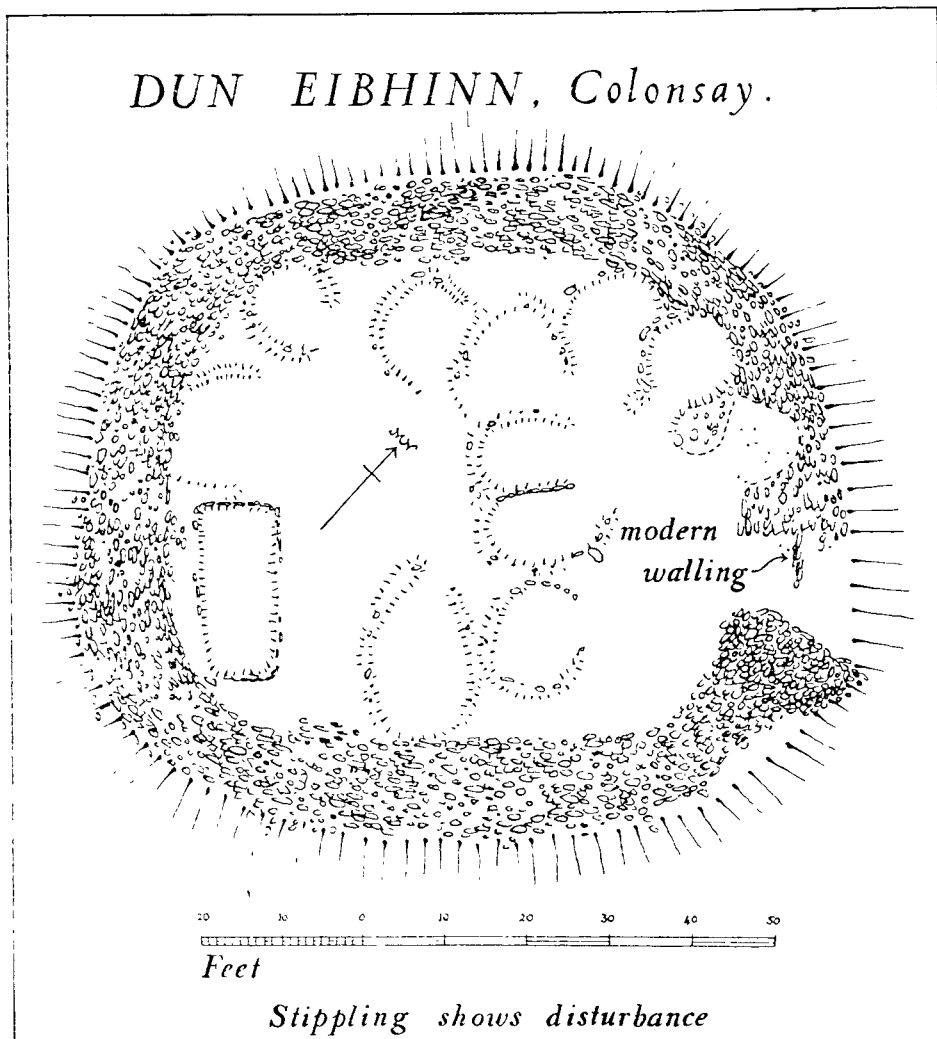 DUN EIBHINN, Colonsay.
modern
walling
20 10 0 10 20 30 40 50
Feet
Stippling shows disturbance